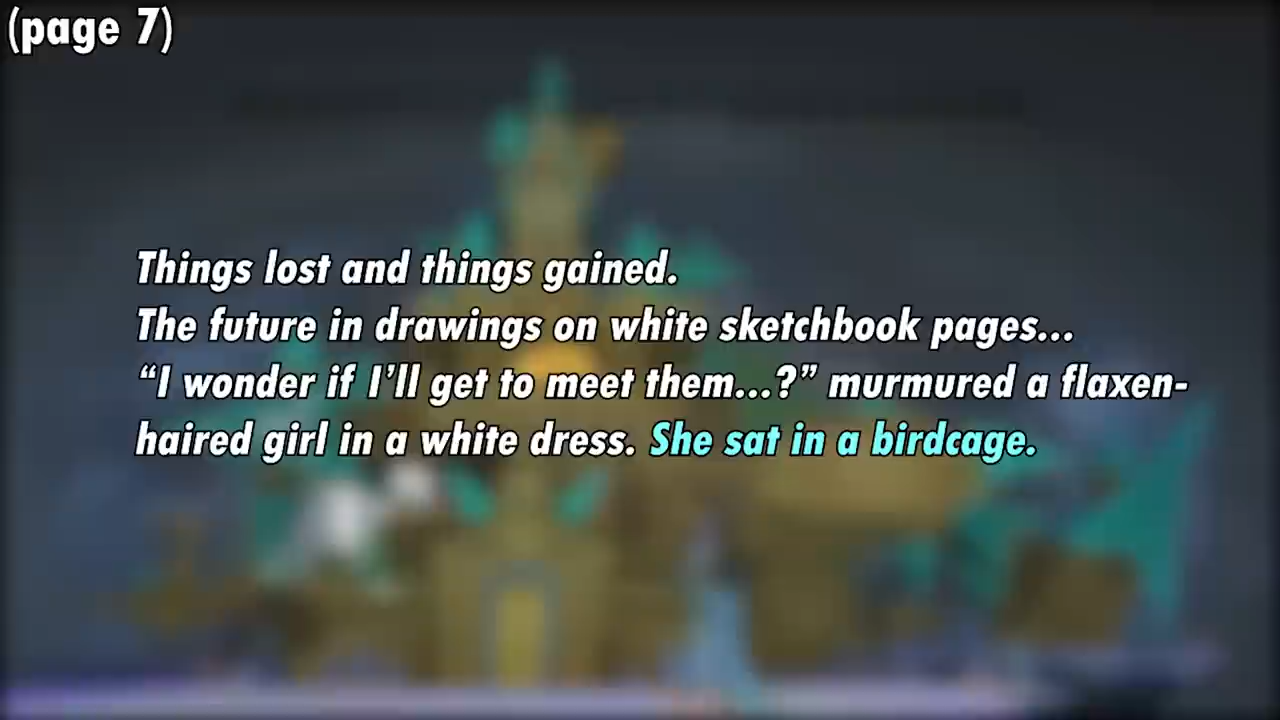 (page 7)
Things lost and things gained.
The future in drawings on white sketchbook pages...
“I wonder if I’ll get to meet them...?” murmured a flaxen-
haired girl in a white dress. She sat in a birdcage.